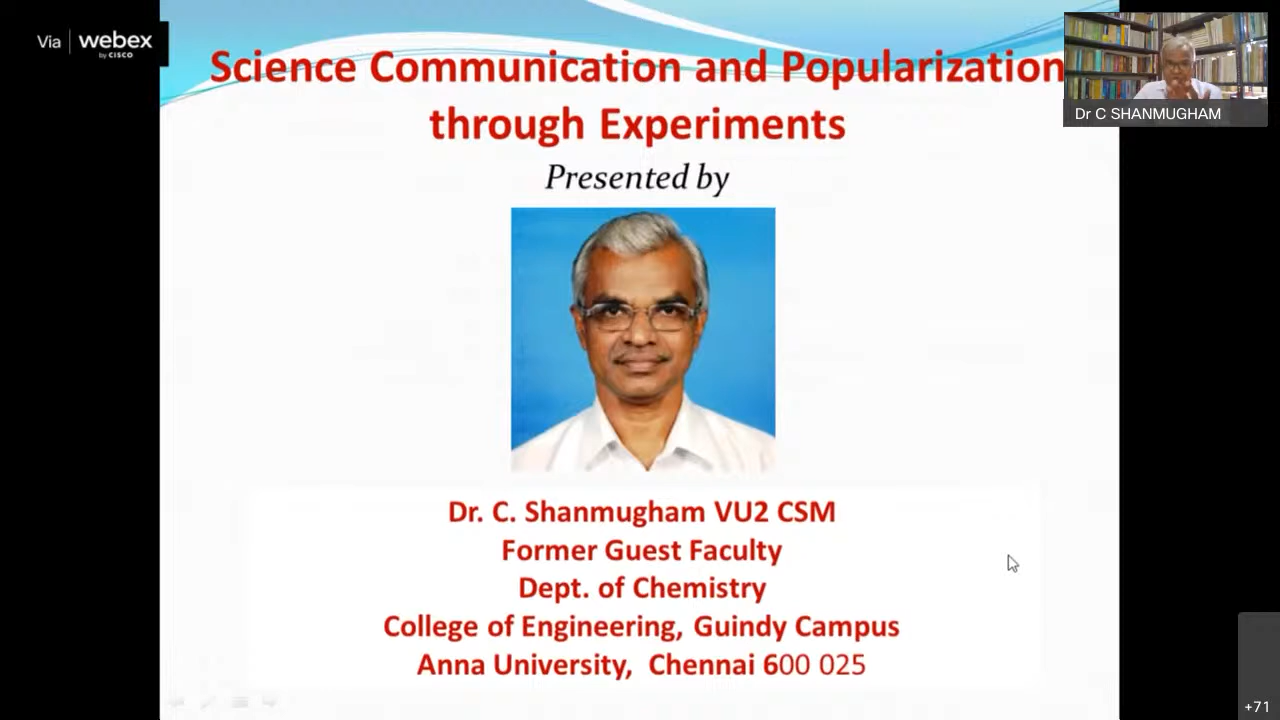 Via webex
by CISCO
Science Communication and Popularization
through Experiments
Dr C SHANMUGHAM
Presented by
Dr. C. Shanmugham VU2 CSM
Former Guest Faculty
Dept. of Chemistry
College of Engineering, Guindy Campus
Anna University, Chennai 600 025
+71